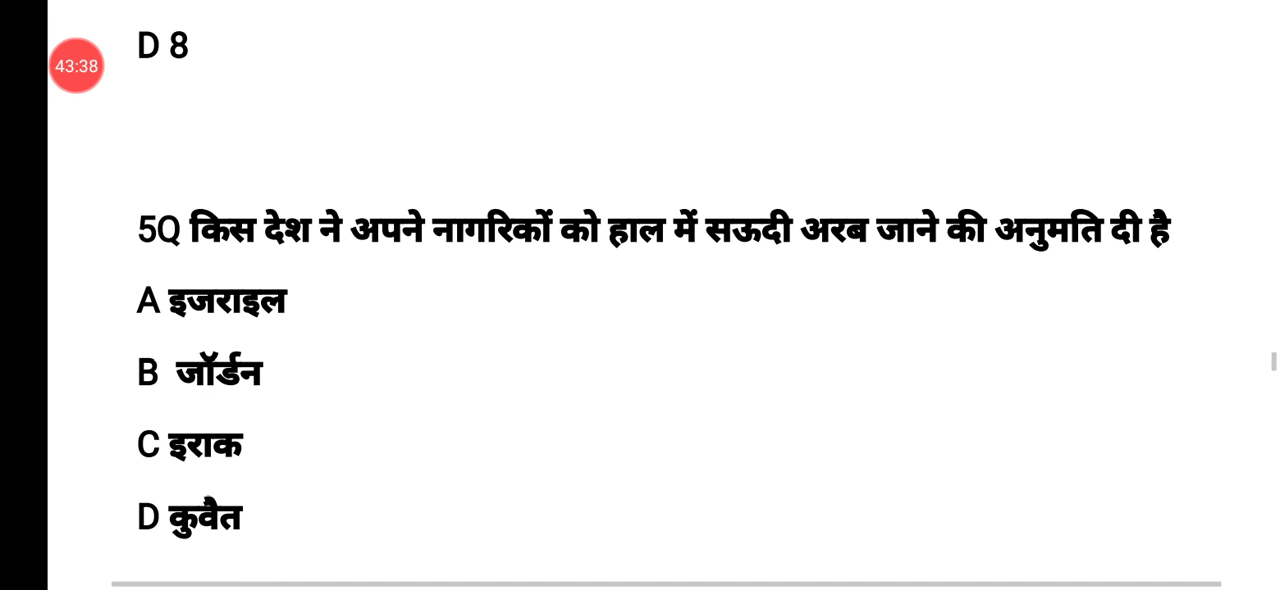 D 8
43:38
5Q किस देश ने अपने नागरिकों को हाल में सऊदी अरब जाने की अनुमति दी है
A इजराइल
B जॉर्डन
C इराक
D कुवैत